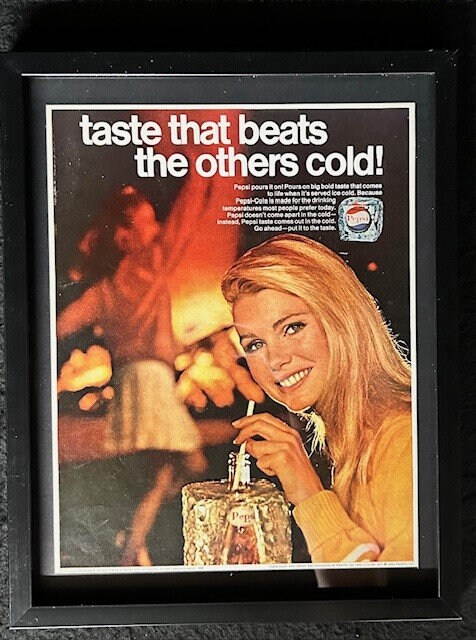 taste that beats
the others cold!
Pepsi pours it on! Pours on big bold taste that comes
to life when it's served ice cold. Because
Pepsi-Cola is made for the drinking
temperatures most people prefer today.
Pepsi doesn't come apart in the cold—
instead, Pepsi taste comes out in the cold.
Go ahead—put it to the taste.
Pepsi
Pepsi